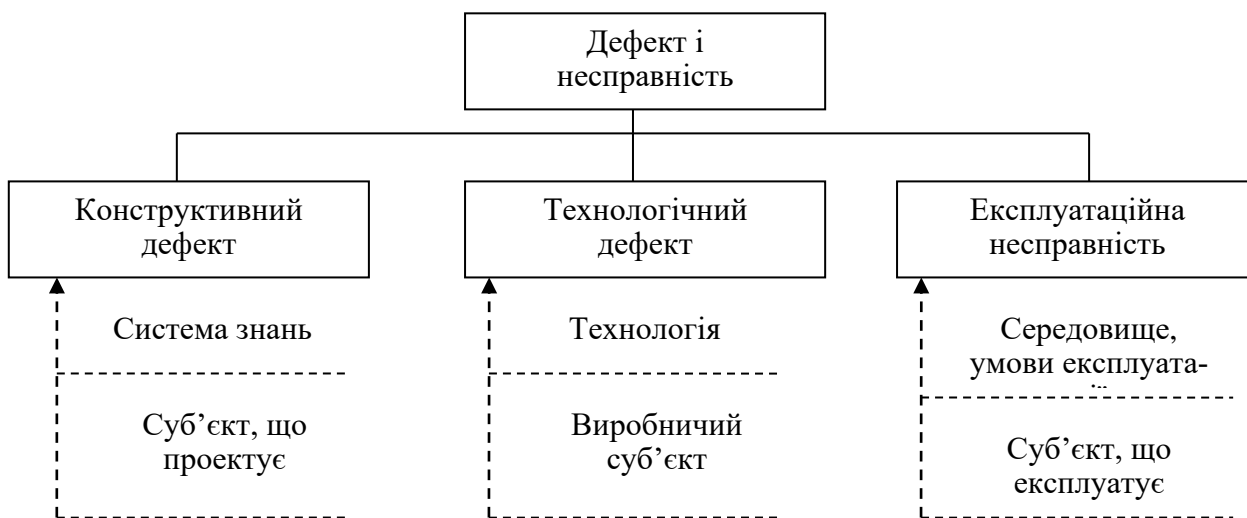 Дефект і
несправність
Конструктивний
дефект
Технологічний
дефект
Експлуатаційна
несправність
Система знань
Суб’єкт, що
проектує
Технологія
Виробничий
суб’єкт
Середовище,
умови експлуата-
Суб’єкт, що
експлуатує